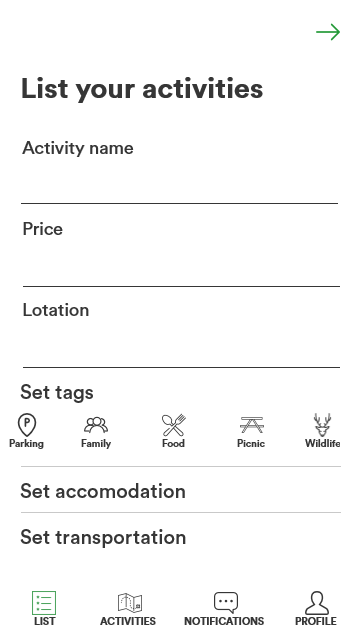 List your activities
Activity name
Price
Lotation
Set tags
P
Parking Family Food Picnic Wildlife
Set accomodation
Set transportation
LIST ACTIVITIES NOTIFICATIONS PROFILE